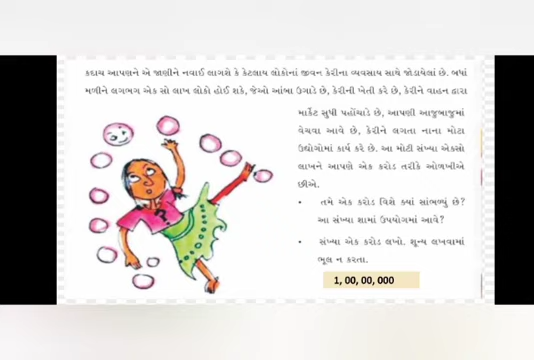 કદાચ આપણને એ જાણીને નવાઈ લાગશે કે કેટલાય લોકોનાં જીવન કેરીના વ્યવસાય સાથે જોડાયેલાં છે. બધાં
મળીને લગભગ એક સો લાખ લોકો હોઈ શકે, જેઓ આંબા ઉગાડે છે, કેરીની ખેતી કરે છે, કેરીને વાહન દ્વારા
માર્કેટ સુધી પહોંચાડે છે, આપણી આજુબાજુમાં
વેચવા આવે છે, કેરીને લગતા નાના મોટા
ઉદ્યોગોમાં કાર્ય કરે છે. આ મોટી સંખ્યા એકસો
લાખને આપણે એક કરોડ તરીકે ઓળખીએ
છીએ.
• તમે એક કરોડ વિશે ક્યાં સાંભળ્યું છે?
આ સંખ્યા શામાં ઉપયોગમાં આવે?
• સંખ્યા એક કરોડ લખો. શૂન્ય લખવામાં
ભૂલ ન કરતા.
1, 00, 00, 000